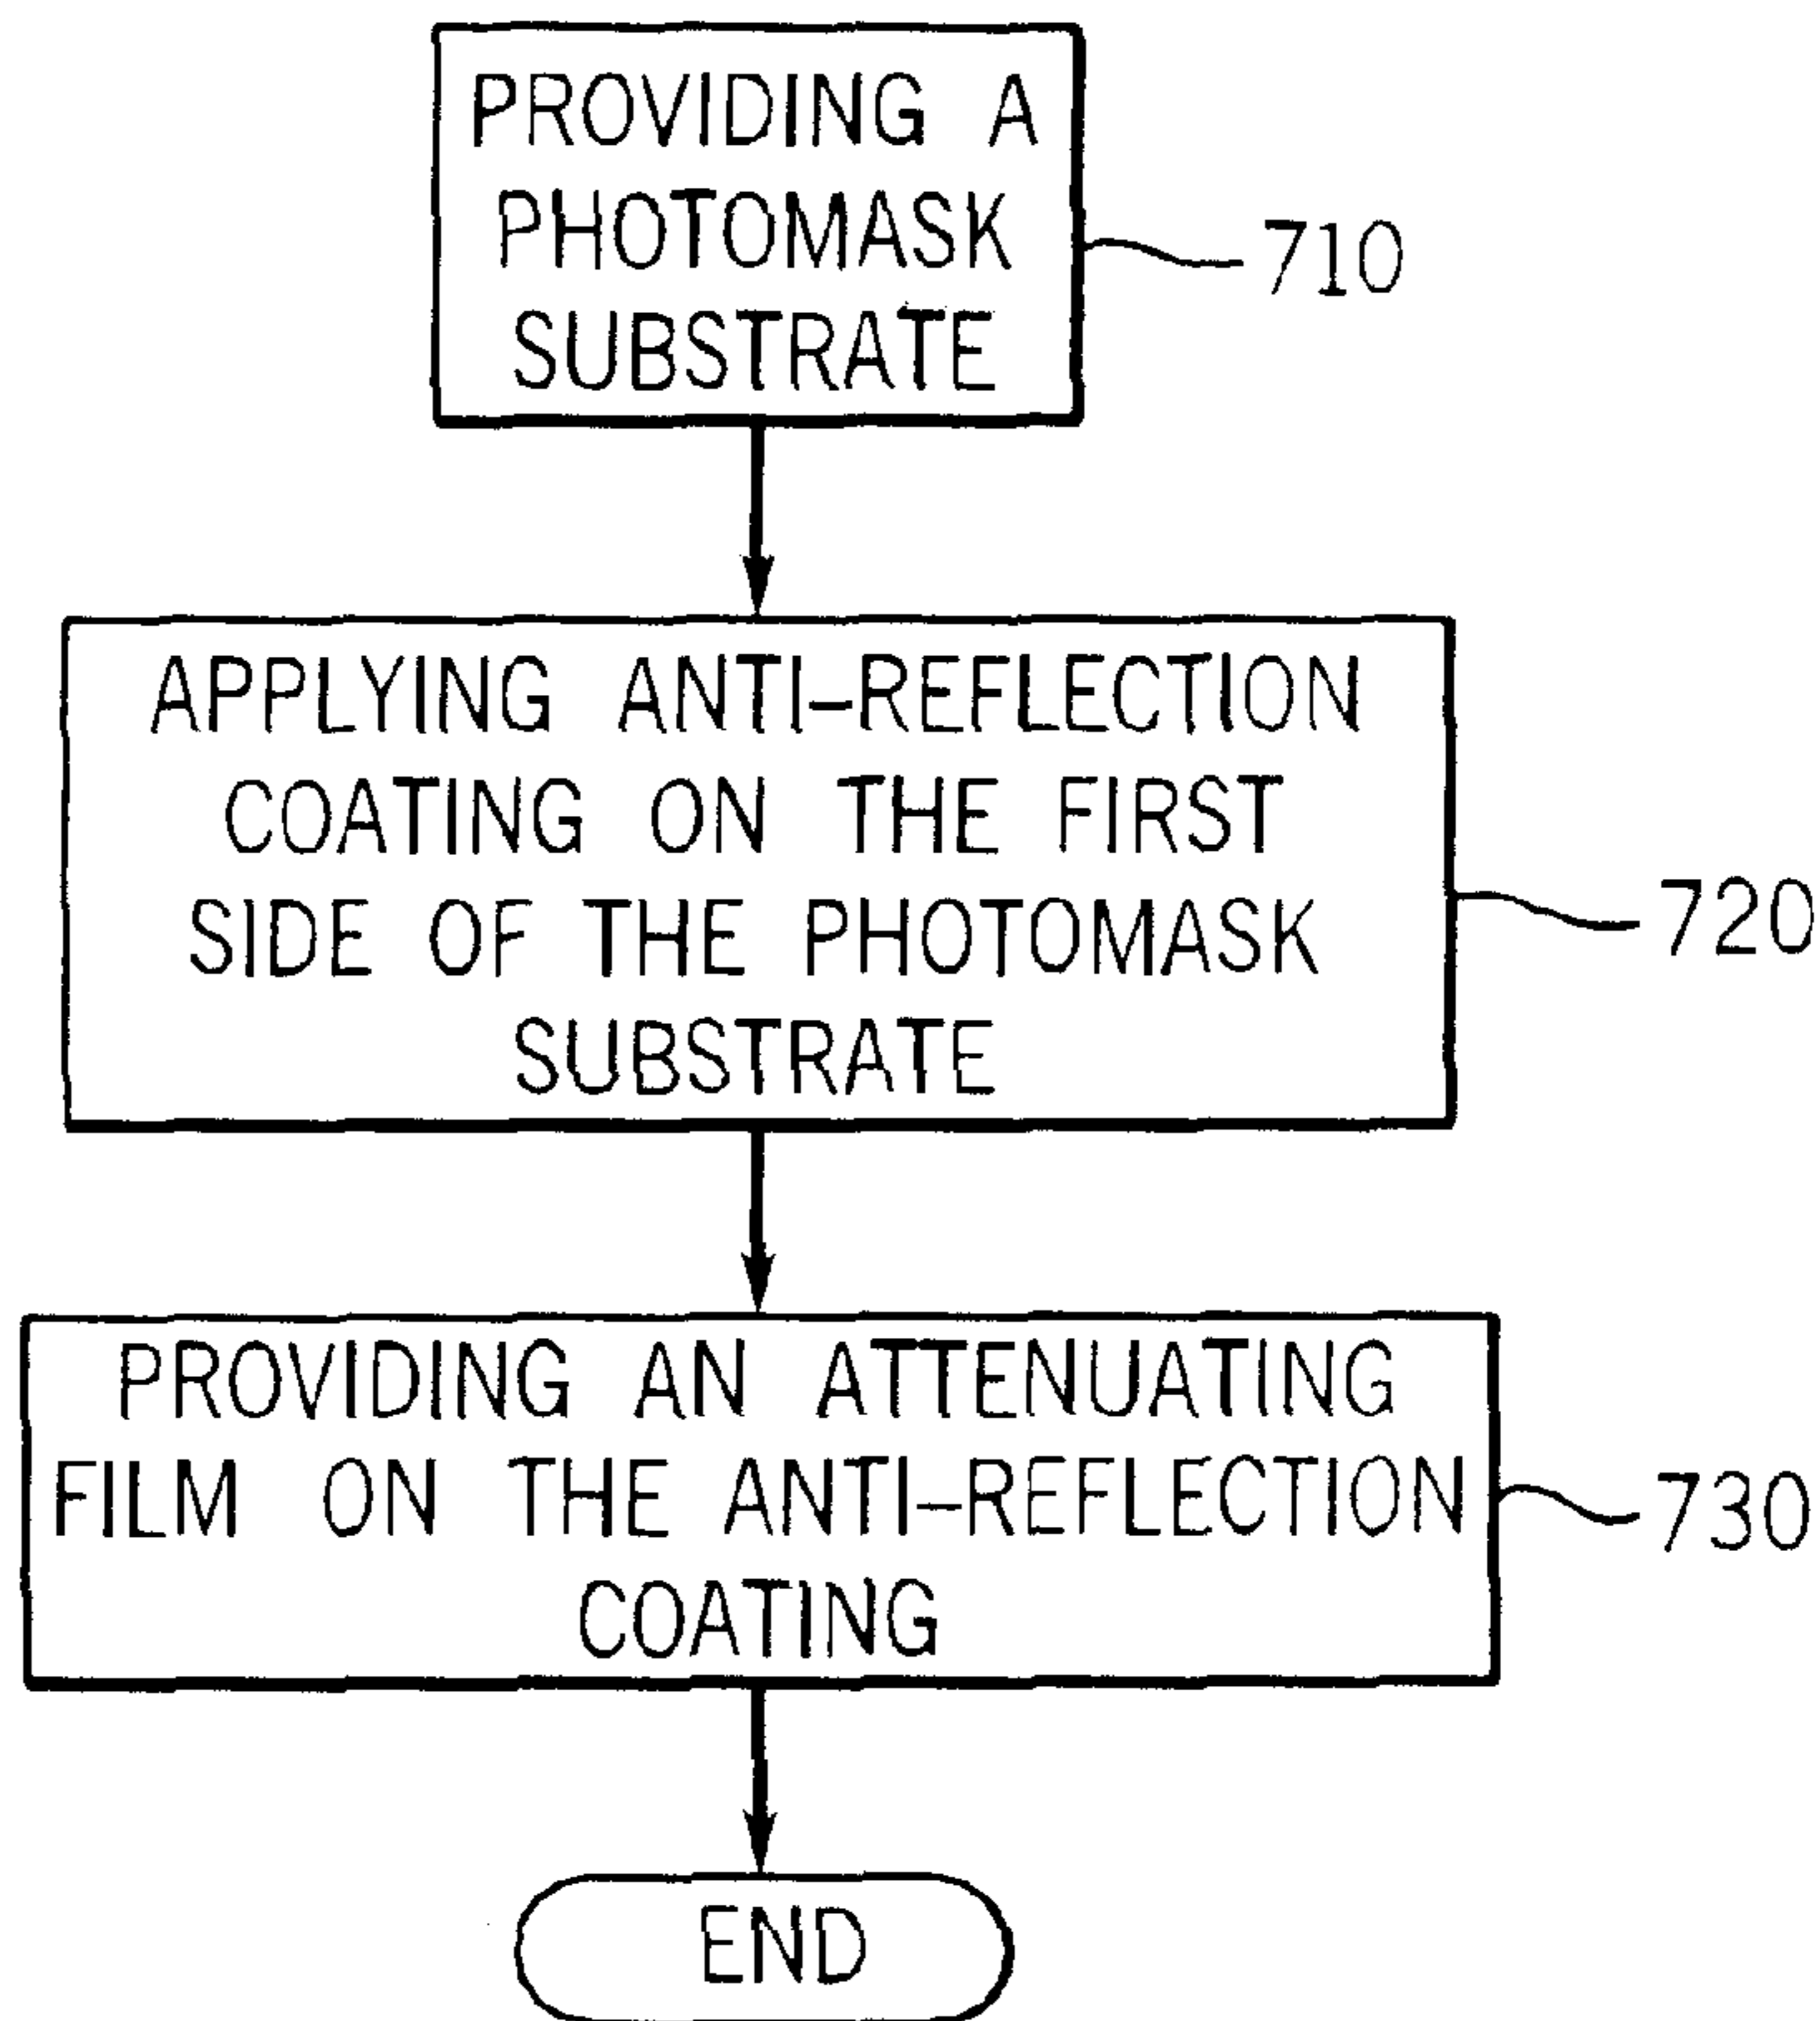 PROVIDING A
PHOTOMASK
SUBSTRATE
710
APPLYING ANTI-REFLECTION
COATING ON THE FIRST
SIDE OF THE PHOTOMASK
SUBSTRATE
720
PROVIDING AN ATTENUATING
FILM ON THE ANTI-REFLECTION
COATING
730
END